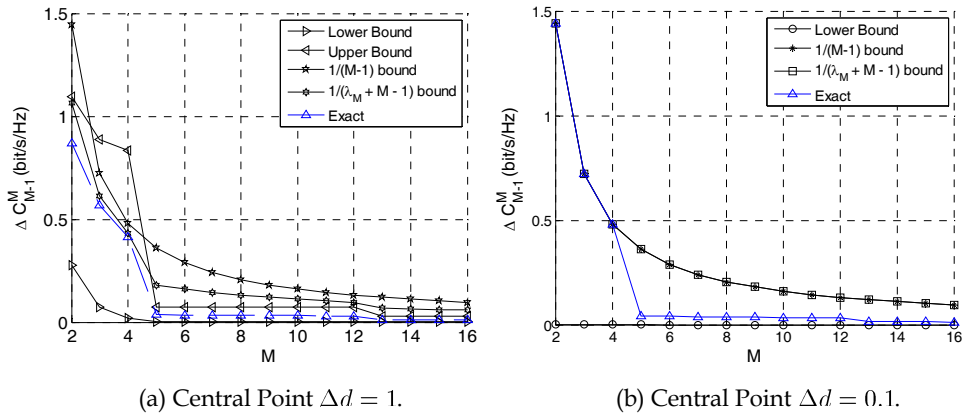 1.5
1
0.5
0
Δ C^M_{M-1} (bit/s/Hz)
2 4 6 8 10 12 14 16
M
Lower Bound
Upper Bound
1/(M-1) bound
1/(λ_M + M - 1) bound
Exact
(a) Central Point Δd = 1.
1.5
1
0.5
0
Δ C^M_{M-1} (bit/s/Hz)
2 4 6 8 10 12 14 16
M
Lower Bound
1/(M-1) bound
1/(λ_M + M - 1) bound
Exact
(b) Central Point Δd = 0.1.